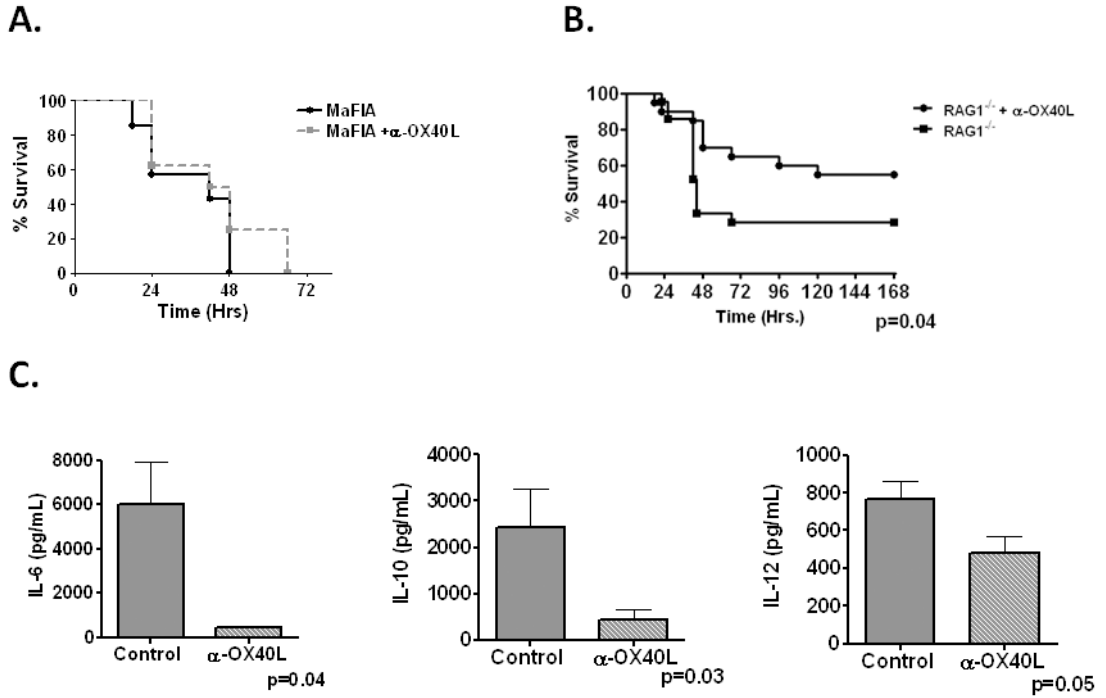 A.
100
80
60
40
20
0
% Survival
0 24 48 72
Time (Hrs)
MaFIA
MaFIA +α-OX40L
B.
100
80
60
40
20
0
% Survival
0 24 48 72 96 120 144 168
Time (Hrs.)
p=0.04
RAG1-/- + α-OX40L
RAG1-/-
C.
8000
6000
4000
2000
0
IL-6 (pg/mL)
Control α-OX40L
p=0.04
4000
3000
2000
1000
0
IL-10 (pg/mL)
Control α-OX40L
p=0.03
1000
800
600
400
200
0
IL-12 (pg/mL)
Control α-OX40L
p=0.05